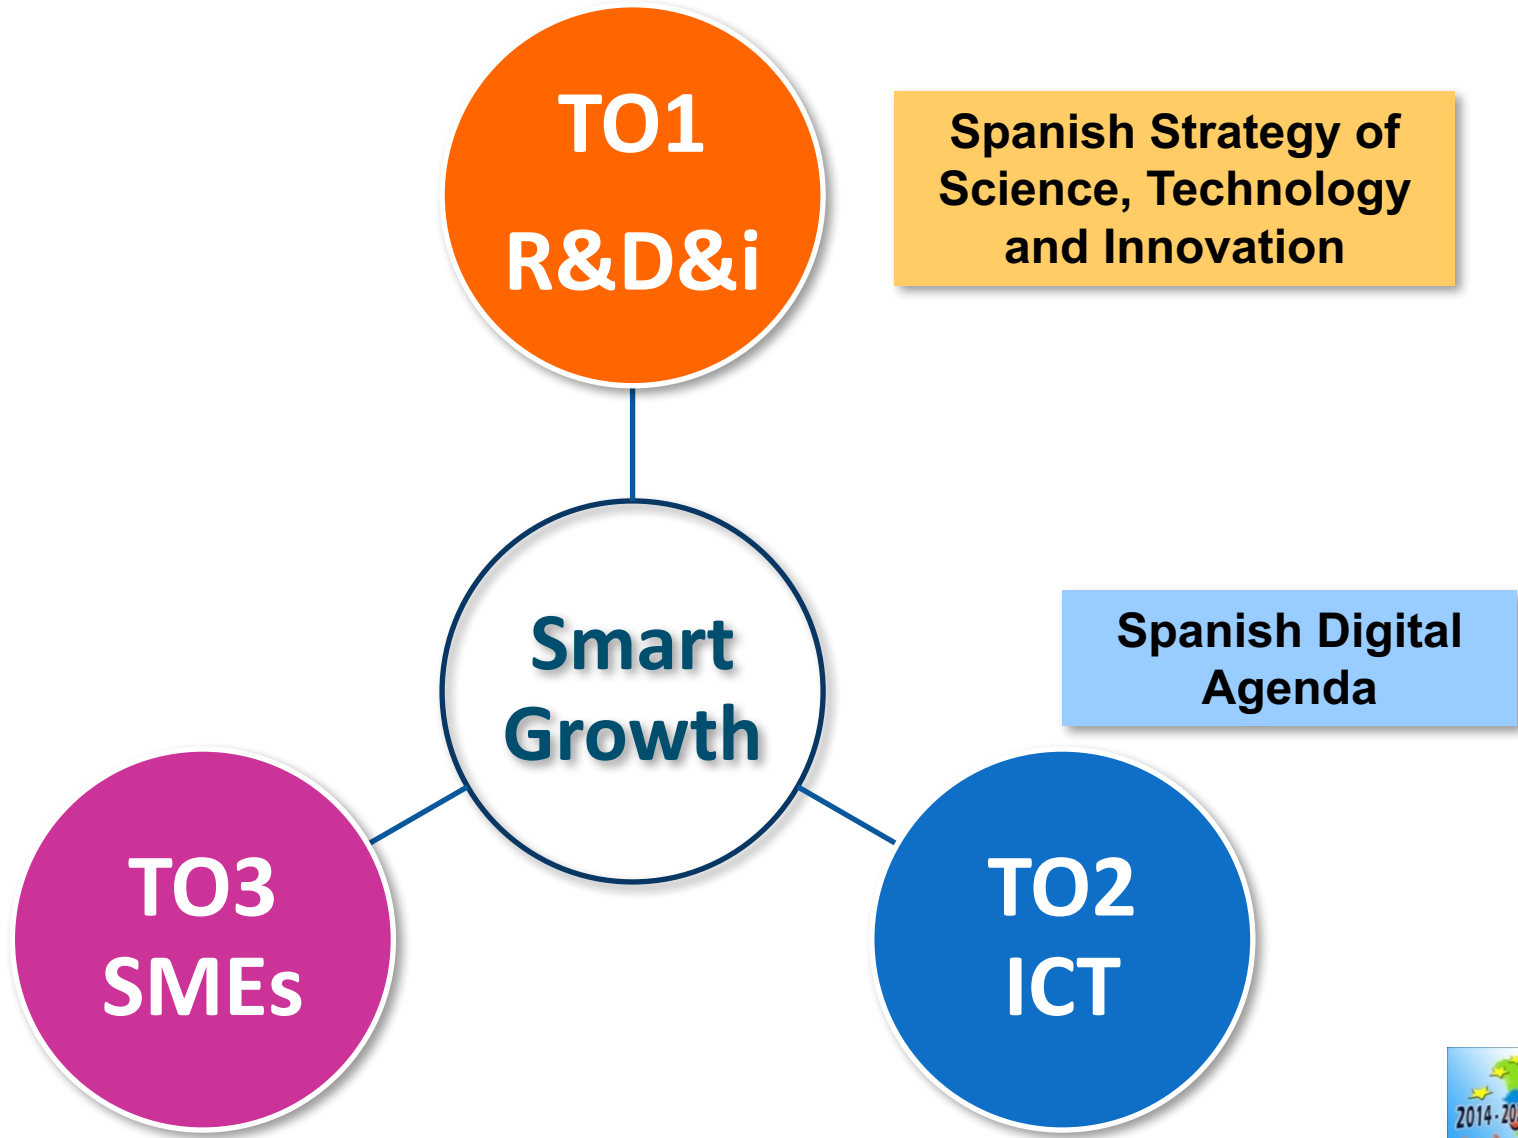 TO1
R&D&i
Spanish Strategy of
Science, Technology
and Innovation
Smart
Growth
Spanish Digital
Agenda
TO3
SMEs
TO2
ICT